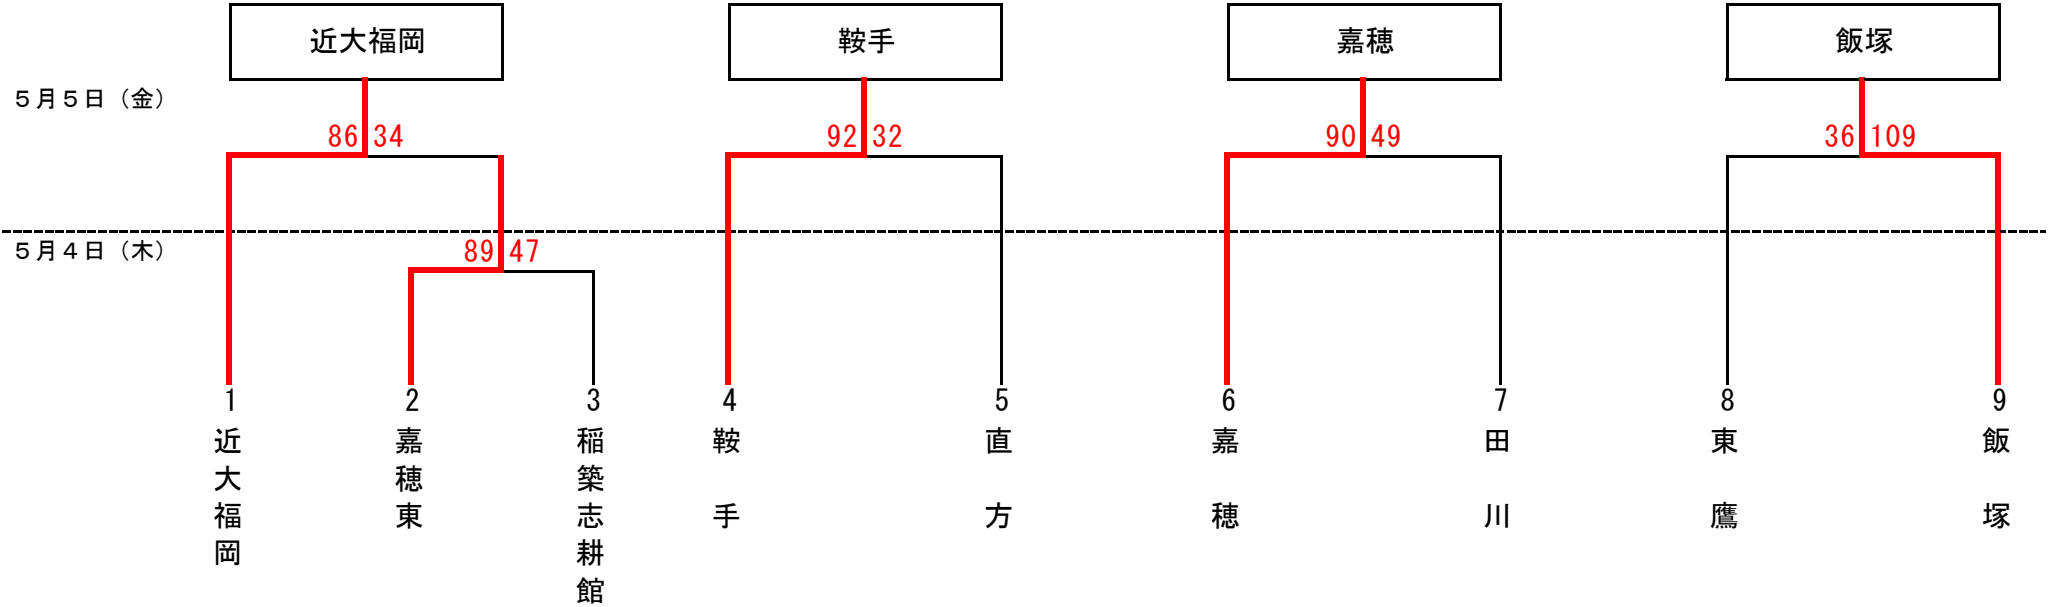 近大福岡
鞍手
嘉穂
飯塚
５月５日（金）
86 34
92 32
90 49
36 109
５月４日（木）
89 47
1
2
3
4
5
6
7
8
9
近大福岡
嘉穂東
稲築志耕館
鞍手
直方
嘉穂
田川
東鷹
飯塚